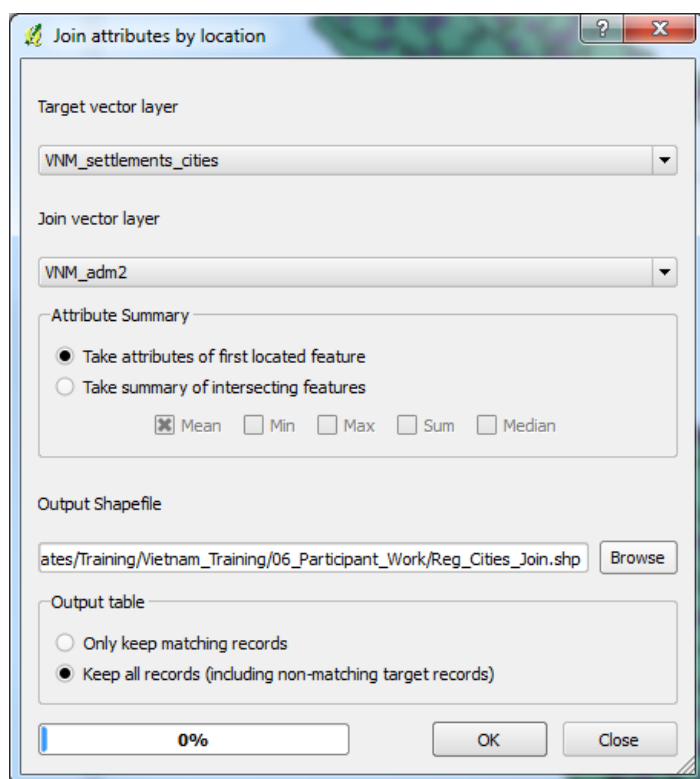 Join attributes by location
?
X
Target vector layer
VNM_settlements_cities
Join vector layer
VNM_adm2
Attribute Summary
Take attributes of first located feature
Take summary of intersecting features
Mean Min Max Sum Median
Output Shapefile
ates/Training/Vietnam_Training/06_Participant_Work/Reg_Cities_Join.shp Browse
Output table
Only keep matching records
Keep all records (including non-matching target records)
0% OK Close